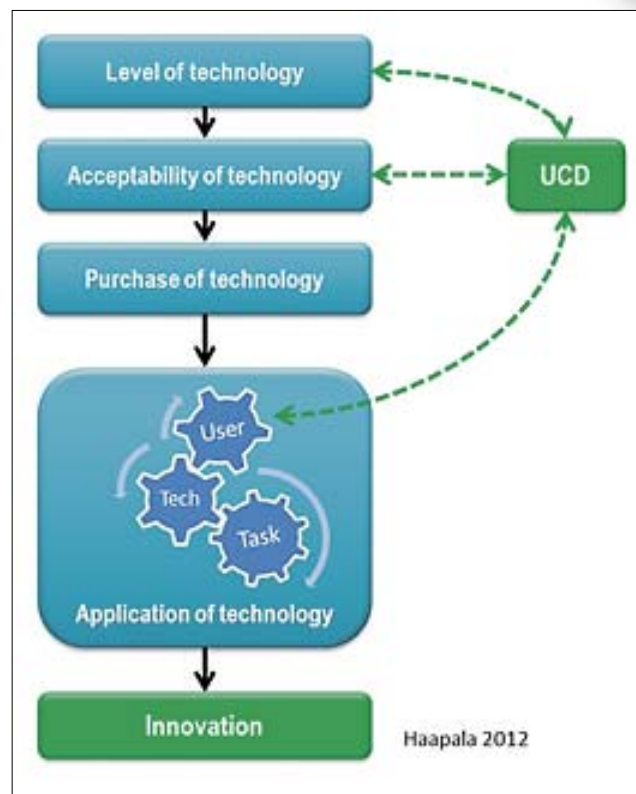 Level of technology
Acceptability of technology
UCD
Purchase of technology
User
Tech
Task
Application of technology
Innovation
Haapala 2012